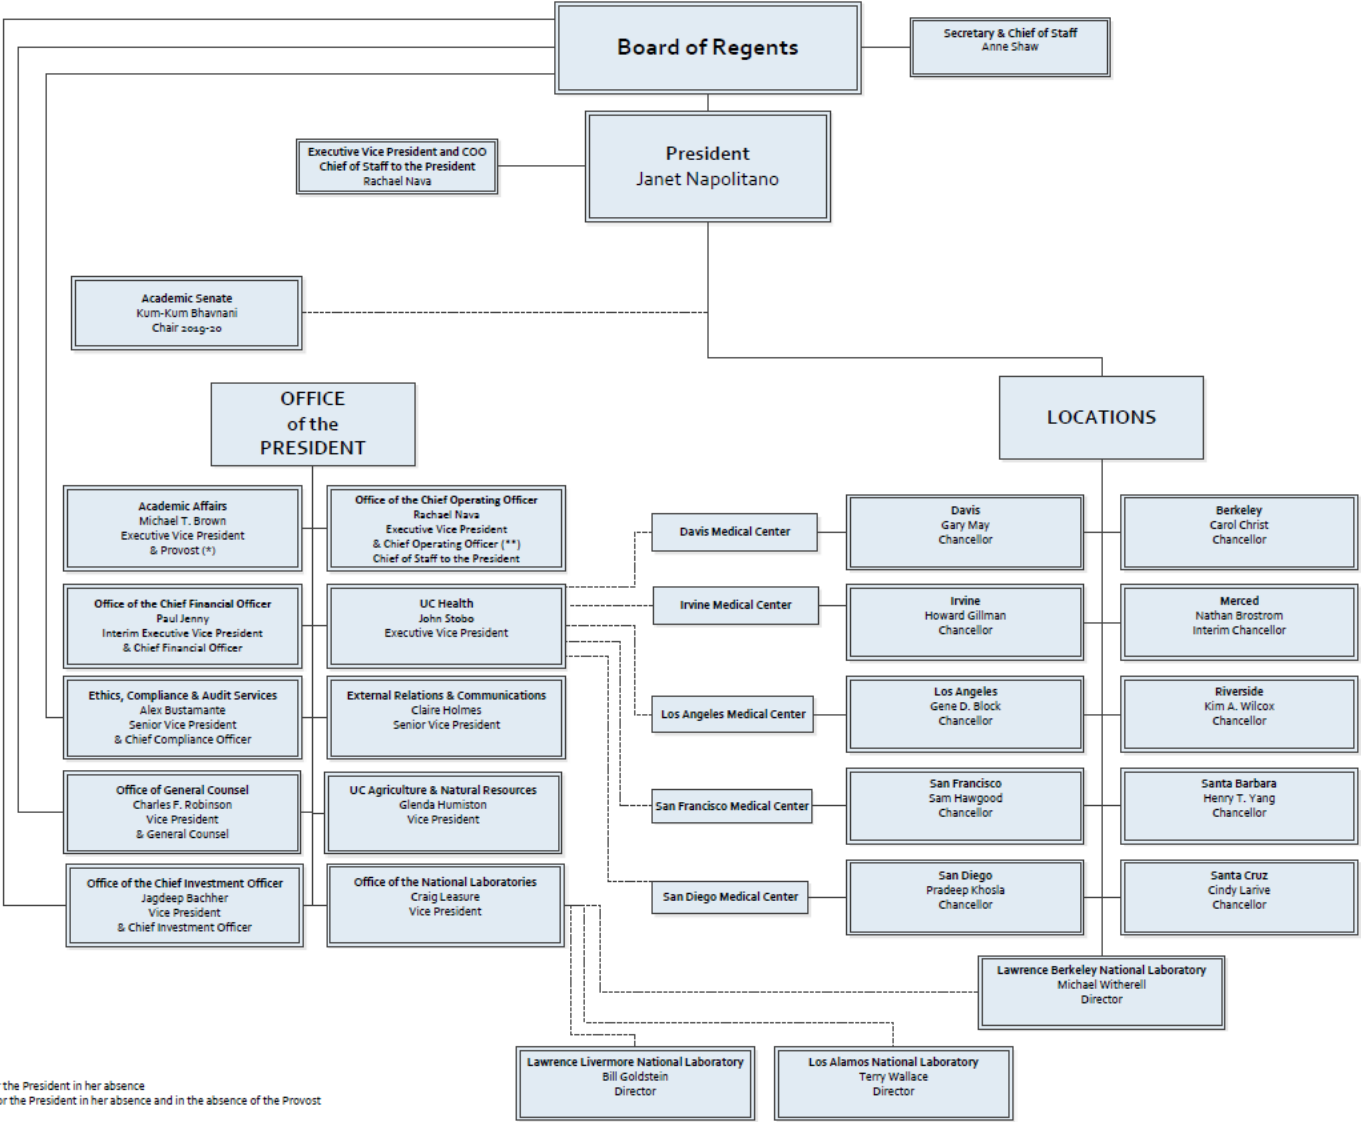 Board of Regents
Secretary & Chief of Staff
Anne Shaw
President
Janet Napolitano
Executive Vice President and COO
Chief of Staff to the President
Rachael Nava
Academic Senate
Kum-Kum Bhavnani
Chair 2019-20
OFFICE
of the
PRESIDENT
LOCATIONS
Academic Affairs
Michael T. Brown
Executive Vice President
& Provost (*)
Office of the Chief Operating Officer
Rachael Nava
Executive Vice President
& Chief Operating Officer (**)
Chief of Staff to the President
Office of the Chief Financial Officer
Paul Jenny
Interim Executive Vice President
& Chief Financial Officer
UC Health
John Stobo
Executive Vice President
Ethics, Compliance & Audit Services
Alex Bustamante
Senior Vice President
& Chief Compliance Officer
External Relations & Communications
Claire Holmes
Senior Vice President
Office of General Counsel
Charles F. Robinson
Vice President
& General Counsel
UC Agriculture & Natural Resources
Glenda Humiston
Vice President
Office of the Chief Investment Officer
Jagdeep Bachher
Vice President
& Chief Investment Officer
Office of the National Laboratories
Craig Leasure
Vice President
Davis Medical Center
Irvine Medical Center
Los Angeles Medical Center
San Francisco Medical Center
San Diego Medical Center
Davis
Gary May
Chancellor
Berkeley
Carol Christ
Chancellor
Irvine
Howard Gillman
Chancellor
Merced
Nathan Brostrom
Interim Chancellor
Los Angeles
Gene D. Block
Chancellor
Riverside
Kim A. Wilcox
Chancellor
San Francisco
Sam Hawgood
Chancellor
Santa Barbara
Henry T. Yang
Chancellor
San Diego
Pradeep Khosla
Chancellor
Santa Cruz
Cindy Larive
Chancellor
Lawrence Berkeley National Laboratory
Michael Witherell
Director
Lawrence Livermore National Laboratory
Bill Goldstein
Director
Los Alamos National Laboratory
Terry Wallace
Director
the President in her absence
or the President in her absence and in the absence of the Provost